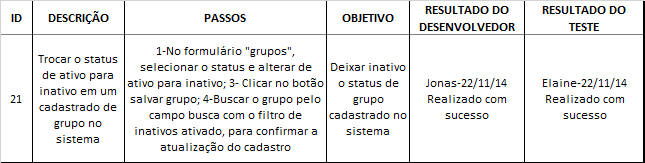 ID DESCRIÇÃO PASSOS OBJETIVO RESULTADO DO DESENVOLVEDOR RESULTADO DO TESTE
21
Trocar o status
de ativo para
inativo em um
cadastrado de
grupo no
sistema
1-No formulário "grupos",
selecionar o status e alterar de
ativo para inativo; 3- Clicar no botão
salvar grupo; 4-Buscar o grupo pelo
campo busca com o filtro de
inativos ativado, para confirmar a
atualização do cadastro
Deixar inativo
o status de
grupo
cadastrado no
sistema
Jonas-22/11/14
Realizado com
sucesso
Elaine-22/11/14
Realizado com
sucesso